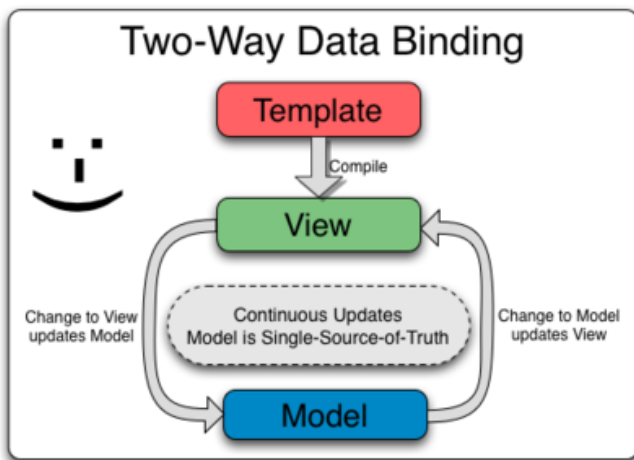 Two-Way Data Binding
Template
Compile
View
Change to View
updates Model
Continuous Updates
Model is Single-Source-of-Truth
Change to Model
updates View
Model